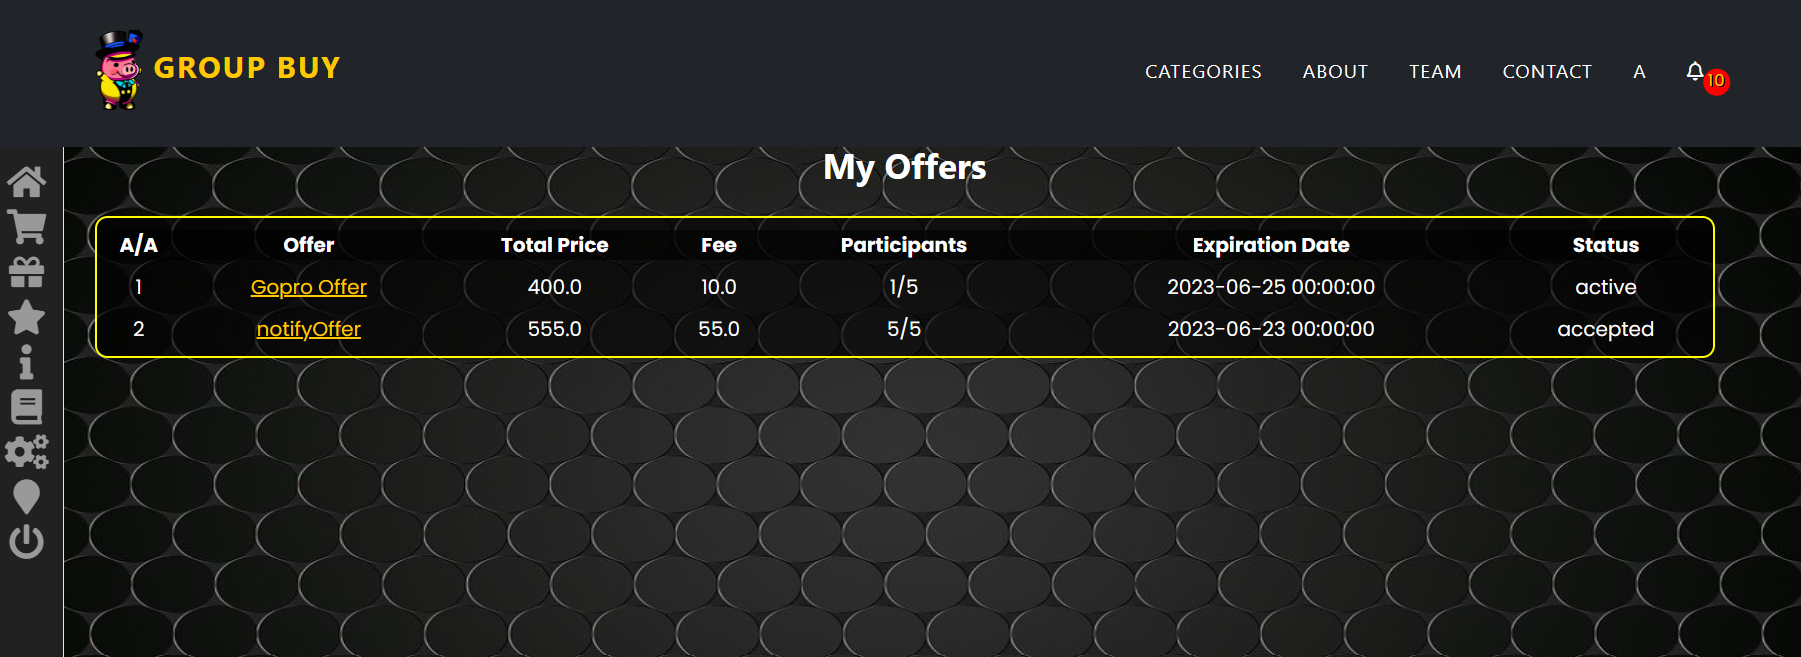 GROUP BUY
CATEGORIES ABOUT TEAM CONTACT A 10
My Offers
A/A Offer Total Price Fee Participants Expiration Date Status
1 Gopro Offer 400.0 10.0 1/5 2023-06-25 00:00:00 active
2 notifyOffer 555.0 55.0 5/5 2023-06-23 00:00:00 accepted